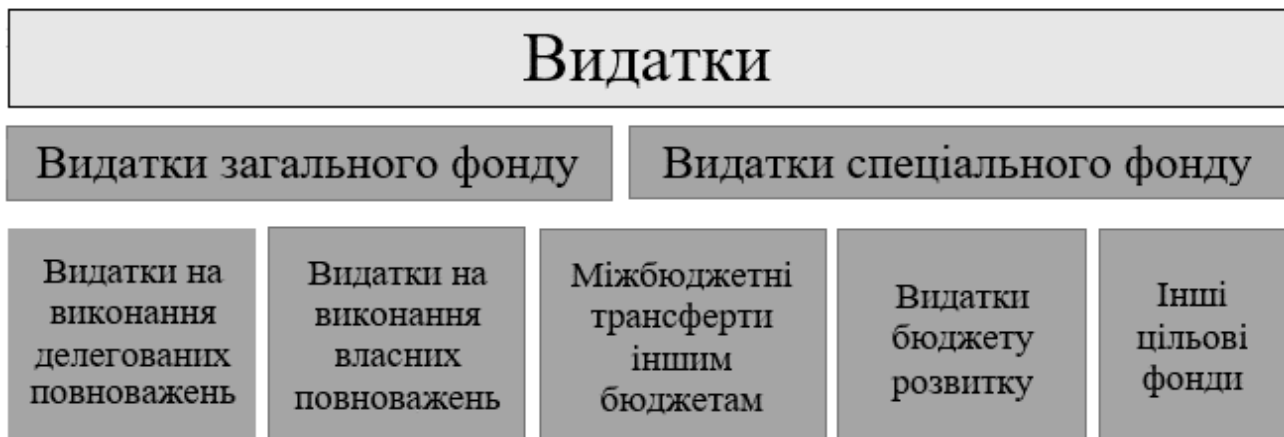 Видатки
Видатки загального фонду
Видатки спеціального фонду
Видатки на
виконання
делегованих
повноважень
Видатки на
виконання
власних
повноважень
Міжбюджетні
трансферти
іншим
бюджетам
Видатки
бюджету
розвитку
Інші
цільові
фонди